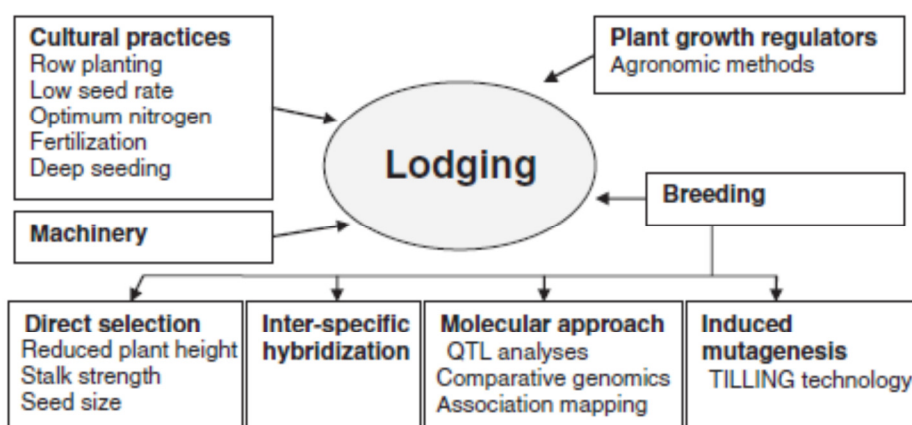 Cultural practices
Row planting
Low seed rate
Optimum nitrogen
Fertilization
Deep seeding
Plant growth regulators
Agronomic methods
Lodging
Breeding
Machinery
Direct selection
Reduced plant height
Stalk strength
Seed size
Inter-specific
hybridization
Molecular approach
QTL analyses
Comparative genomics
Association mapping
Induced
mutagenesis
TILLING technology